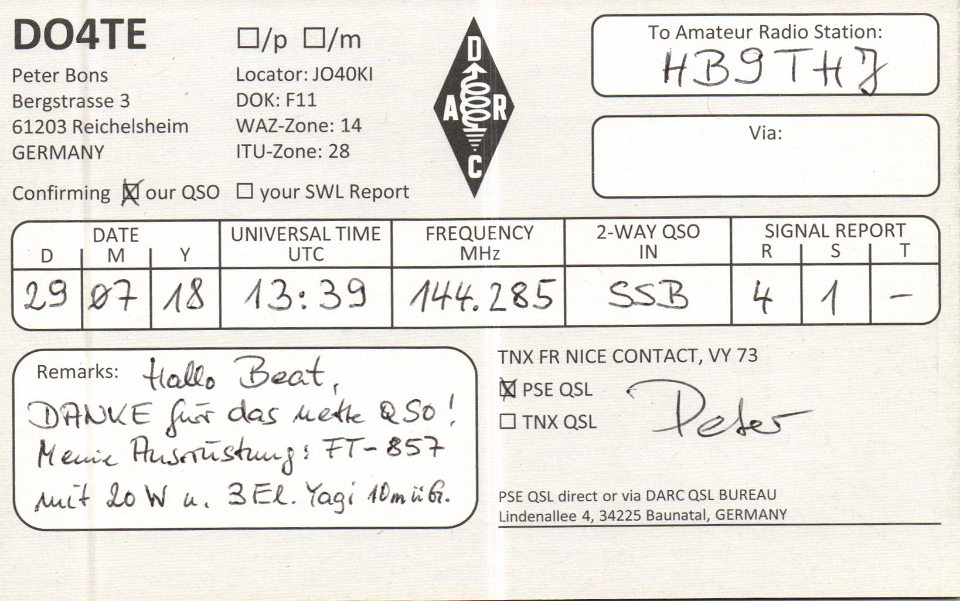 DO4TE
☐/p ☐/m
Peter Bons
Bergstrasse 3
61203 Reichelsheim
GERMANY
Locator: JO40KI
DOK: F11
WAZ-Zone: 14
ITU-Zone: 28
Confirming ☒ our QSO ☐ your SWL Report
D
A R
C
To Amateur Radio Station:
HB9THJ
Via:
DATE UNIVERSAL TIME FREQUENCY 2-WAY QSO SIGNAL REPORT
D M Y UTC MHz IN R S T
29 07 18 13:39 144.285 SSB 4 1 –
Remarks: Hallo Beat,
DANKE für das nette QSO!
Meine Ausrüstung: FT-857
mit 20 W u. 3 El. Yagi 10m üGr.
TNX FR NICE CONTACT, VY 73
☒ PSE QSL
☐ TNX QSL
Peter
PSE QSL direct or via DARC QSL BUREAU
Lindenallee 4, 34225 Baunatal, GERMANY